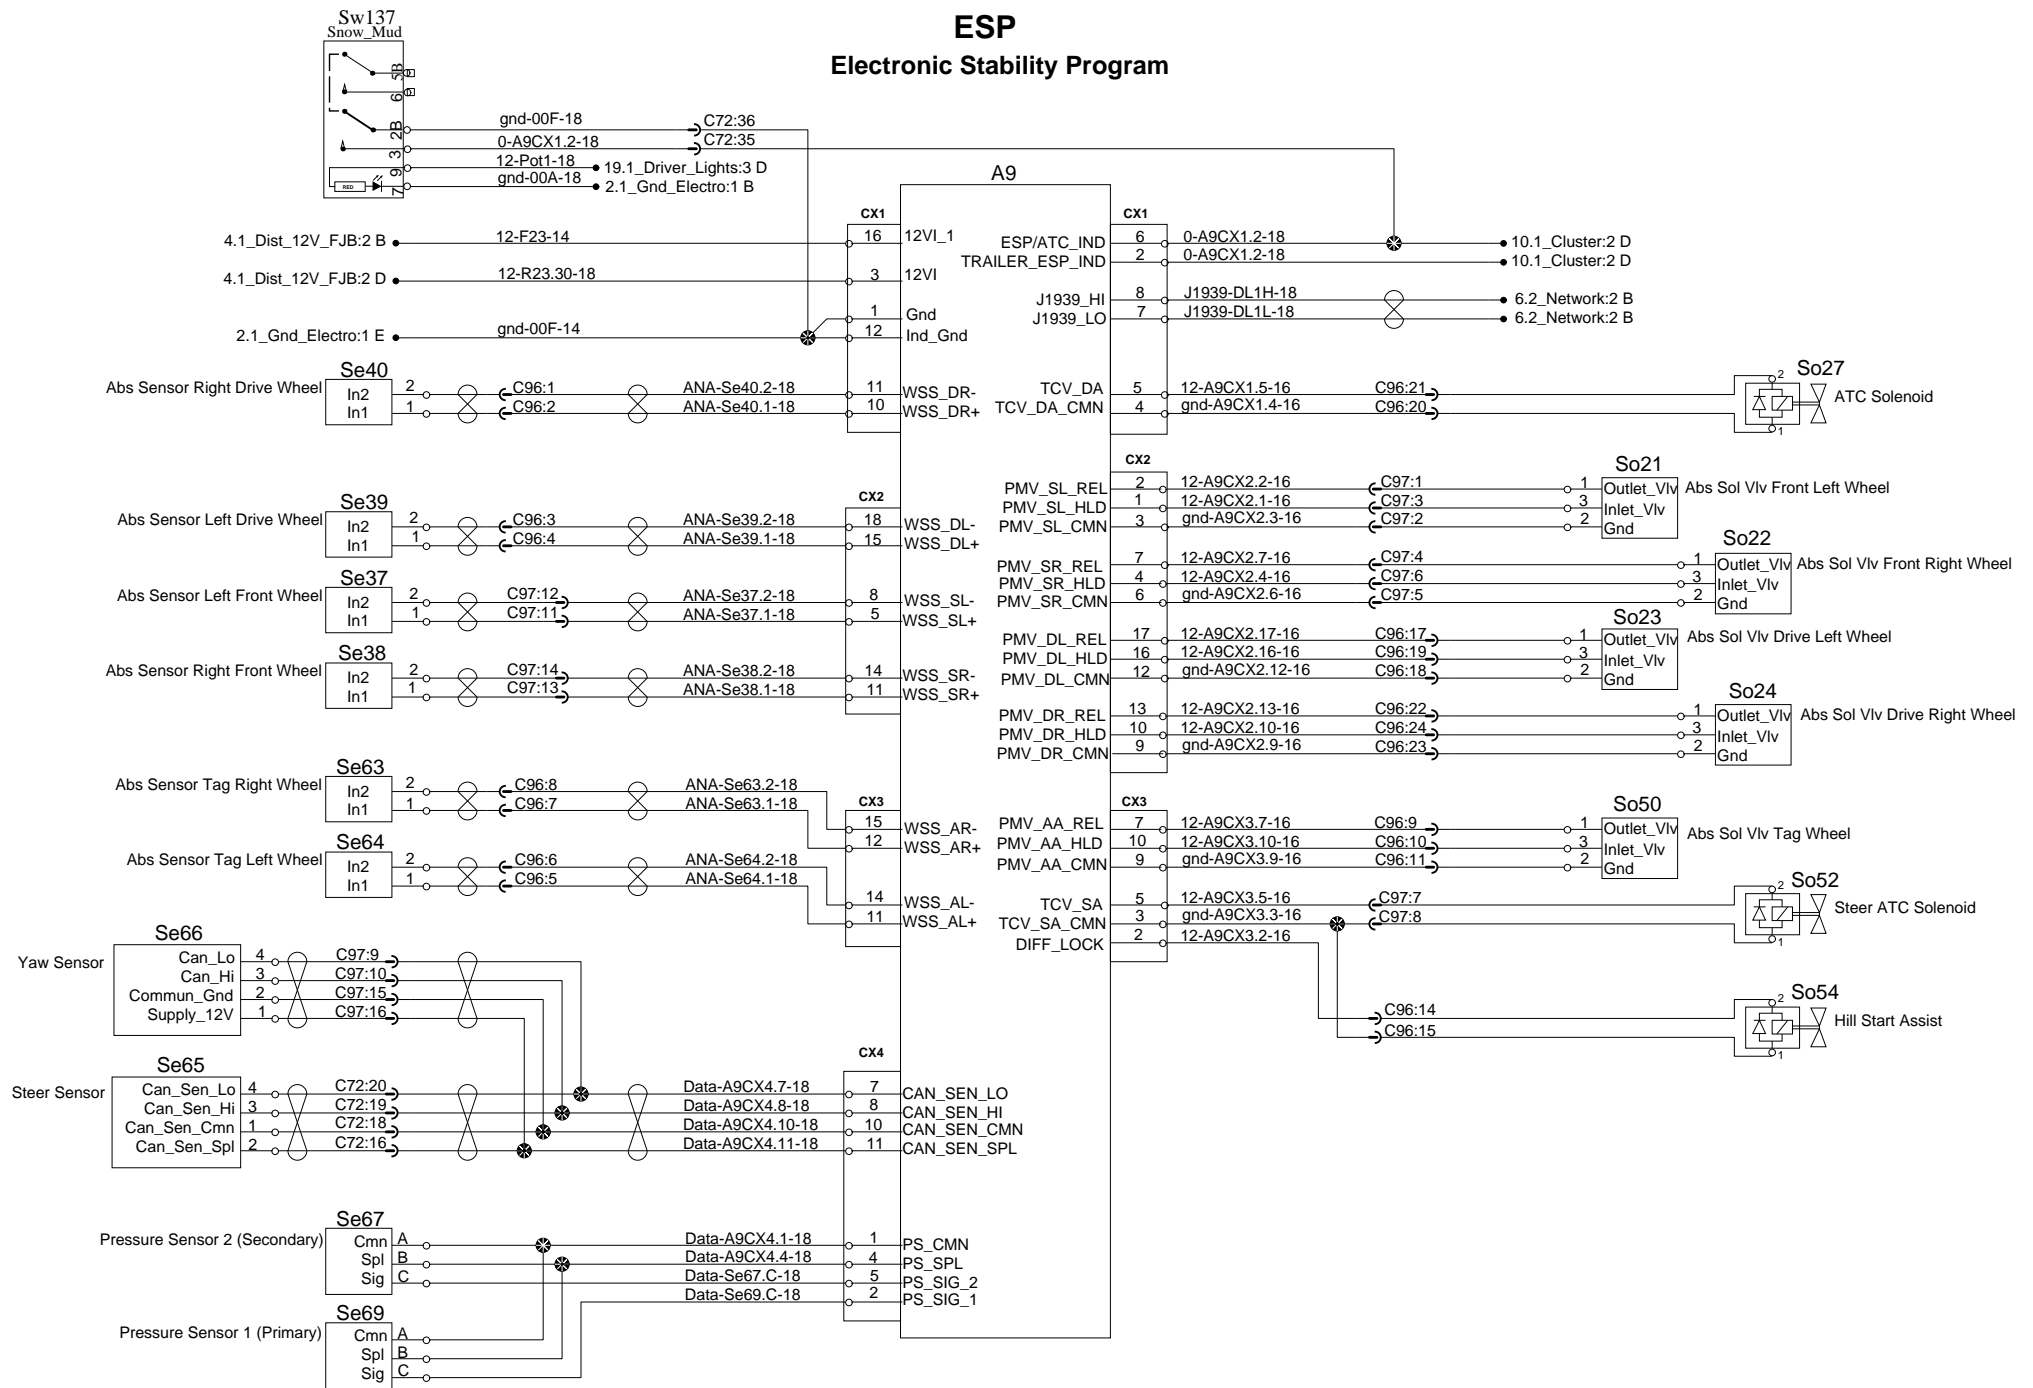 ESP
Electronic Stability Program
Sw137
Snow_Mud
5B
6
2B
3
9
7
RED
gnd-00F-18
C72:36
0-A9CX1.2-18
C72:35
12-Pot1-18
19.1_Driver_Lights:3 D
gnd-00A-18
2.1_Gnd_Electro:1 B
A9
CX1
4.1_Dist_12V_FJB:2 B 12-F23-14 16 12VI_1
4.1_Dist_12V_FJB:2 D 12-R23.30-18 3 12VI
1 Gnd
2.1_Gnd_Electro:1 E gnd-00F-14 12 Ind_Gnd
Se40
Abs Sensor Right Drive Wheel
In2 2 C96:1 ANA-Se40.2-18 11 WSS_DR-
In1 1 C96:2 ANA-Se40.1-18 10 WSS_DR+
CX2
Se39
Abs Sensor Left Drive Wheel
In2 2 C96:3 ANA-Se39.2-18 18 WSS_DL-
In1 1 C96:4 ANA-Se39.1-18 15 WSS_DL+
Se37
Abs Sensor Left Front Wheel
In2 2 C97:12 ANA-Se37.2-18 8 WSS_SL-
In1 1 C97:11 ANA-Se37.1-18 5 WSS_SL+
Se38
Abs Sensor Right Front Wheel
In2 2 C97:14 ANA-Se38.2-18 14 WSS_SR-
In1 1 C97:13 ANA-Se38.1-18 11 WSS_SR+
Se63
Abs Sensor Tag Right Wheel
In2 2 C96:8 ANA-Se63.2-18
In1 1 C96:7 ANA-Se63.1-18
CX3
15 WSS_AR-
12 WSS_AR+
Se64
Abs Sensor Tag Left Wheel
In2 2 C96:6 ANA-Se64.2-18
In1 1 C96:5 ANA-Se64.1-18
14 WSS_AL-
11 WSS_AL+
Se66
Yaw Sensor
Can_Lo 4 C97:9
Can_Hi 3 C97:10
Commun_Gnd 2 C97:15
Supply_12V 1 C97:16
CX4
Se65
Steer Sensor
Can_Sen_Lo 4 C72:20 Data-A9CX4.7-18 7 CAN_SEN_LO
Can_Sen_Hi 3 C72:19 Data-A9CX4.8-18 8 CAN_SEN_HI
Can_Sen_Cmn 1 C72:18 Data-A9CX4.10-18 10 CAN_SEN_CMN
Can_Sen_Spl 2 C72:16 Data-A9CX4.11-18 11 CAN_SEN_SPL
Se67
Pressure Sensor 2 (Secondary)
Cmn A Data-A9CX4.1-18 1 PS_CMN
Spl B Data-A9CX4.4-18 4 PS_SPL
Sig C Data-Se67.C-18 5 PS_SIG_2
Data-Se69.C-18 2 PS_SIG_1
Se69
Pressure Sensor 1 (Primary)
Cmn A
Spl B
Sig C
CX1
ESP/ATC_IND 6 0-A9CX1.2-18 10.1_Cluster:2 D
TRAILER_ESP_IND 2 0-A9CX1.2-18 10.1_Cluster:2 D
J1939_HI 8 J1939-DL1H-18 6.2_Network:2 B
J1939_LO 7 J1939-DL1L-18 6.2_Network:2 B
TCV_DA 5 12-A9CX1.5-16 C96:21 2
TCV_DA_CMN 4 gnd-A9CX1.4-16 C96:20 1
So27
ATC Solenoid
CX2
So21
PMV_SL_REL 2 12-A9CX2.2-16 C97:1 1 Outlet_Vlv Abs Sol Vlv Front Left Wheel
PMV_SL_HLD 1 12-A9CX2.1-16 C97:3 3 Inlet_Vlv
PMV_SL_CMN 3 gnd-A9CX2.3-16 C97:2 2 Gnd
So22
PMV_SR_REL 7 12-A9CX2.7-16 C97:4 1 Outlet_Vlv Abs Sol Vlv Front Right Wheel
PMV_SR_HLD 4 12-A9CX2.4-16 C97:6 3 Inlet_Vlv
PMV_SR_CMN 6 gnd-A9CX2.6-16 C97:5 2 Gnd
So23
PMV_DL_REL 17 12-A9CX2.17-16 C96:17 1 Outlet_Vlv Abs Sol Vlv Drive Left Wheel
PMV_DL_HLD 16 12-A9CX2.16-16 C96:19 3 Inlet_Vlv
PMV_DL_CMN 12 gnd-A9CX2.12-16 C96:18 2 Gnd
So24
PMV_DR_REL 13 12-A9CX2.13-16 C96:22 1 Outlet_Vlv Abs Sol Vlv Drive Right Wheel
PMV_DR_HLD 10 12-A9CX2.10-16 C96:24 3 Inlet_Vlv
PMV_DR_CMN 9 gnd-A9CX2.9-16 C96:23 2 Gnd
CX3
So50
PMV_AA_REL 7 12-A9CX3.7-16 C96:9 1 Outlet_Vlv Abs Sol Vlv Tag Wheel
PMV_AA_HLD 10 12-A9CX3.10-16 C96:10 3 Inlet_Vlv
PMV_AA_CMN 9 gnd-A9CX3.9-16 C96:11 2 Gnd
TCV_SA 5 12-A9CX3.5-16 C97:7 2
TCV_SA_CMN 3 gnd-A9CX3.3-16 C97:8 1
So52
Steer ATC Solenoid
DIFF_LOCK 2 12-A9CX3.2-16
C96:14 2
C96:15 1
So54
Hill Start Assist